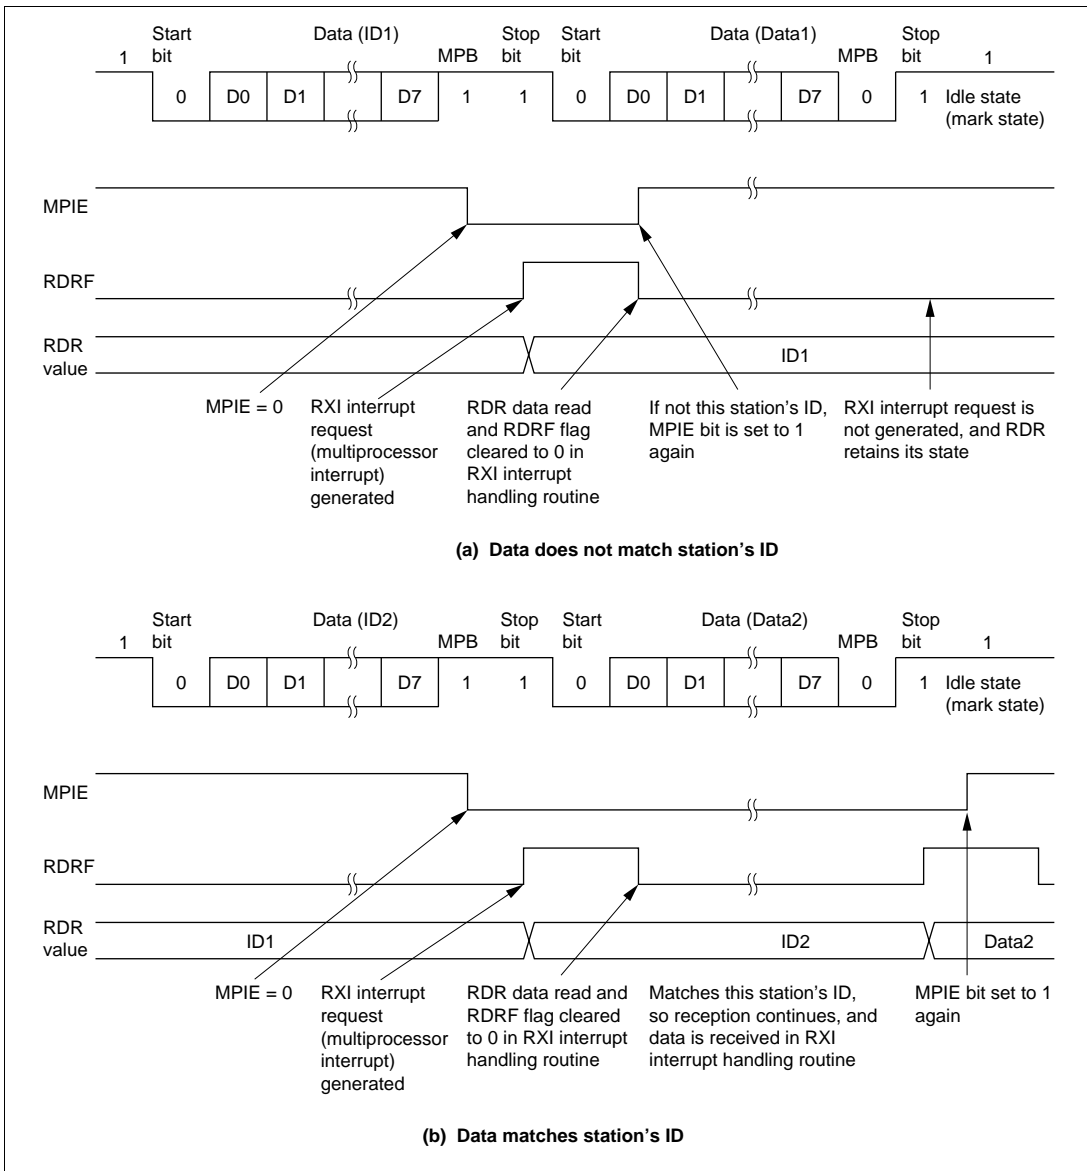 Start bit
Data (ID1)
MPB
Stop bit
Start bit
Data (Data1)
MPB
Stop bit
1
1
0 D0 D1 D7 1 1 0 D0 D1 D7 0 1 Idle state (mark state)
MPIE
RDRF
RDR value
ID1
MPIE = 0
RXI interrupt
request
(multiprocessor
interrupt)
generated
RDR data read
and RDRF flag
cleared to 0 in
RXI interrupt
handling routine
If not this station's ID,
MPIE bit is set to 1
again
RXI interrupt request is
not generated, and RDR
retains its state
(a) Data does not match station's ID
Start bit
Data (ID2)
MPB
Stop bit
Start bit
Data (Data2)
MPB
Stop bit
1
1
0 D0 D1 D7 1 1 0 D0 D1 D7 0 1 Idle state (mark state)
MPIE
RDRF
RDR value
ID1
ID2
Data2
MPIE = 0
RXI interrupt
request
(multiprocessor
interrupt)
generated
RDR data read and
RDRF flag cleared
to 0 in RXI interrupt
handling routine
Matches this station's ID,
so reception continues, and
data is received in RXI
interrupt handling routine
MPIE bit set to 1
again
(b) Data matches station's ID